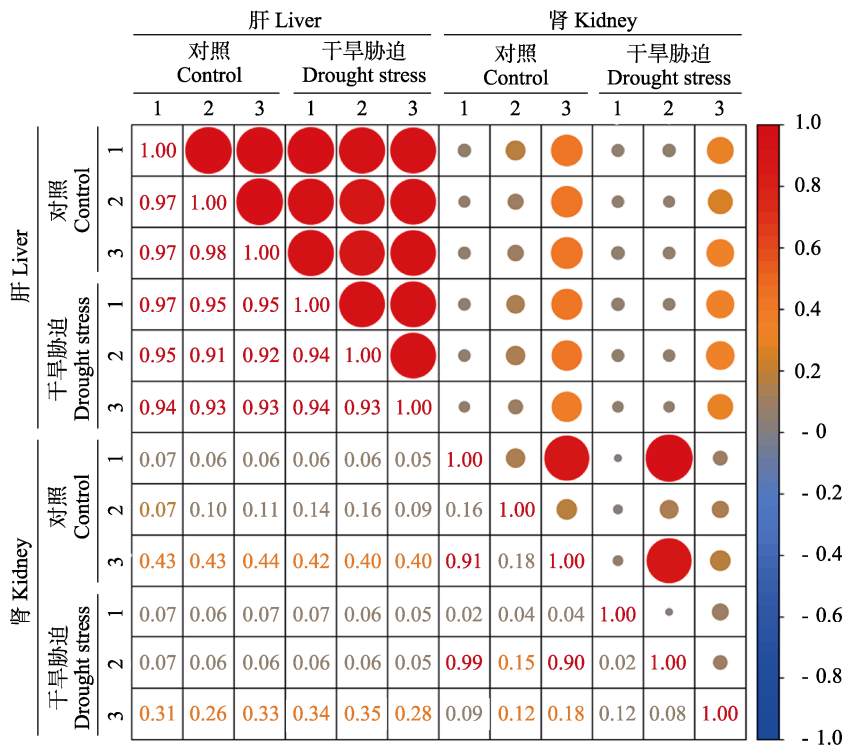 肝 Liver 肾 Kidney
对照 干旱胁迫 对照 干旱胁迫
Control Drought stress Control Drought stress
1 2 3 1 2 3 1 2 3 1 2 3
肝 Liver
对照
Control
干旱胁迫
Drought stress
肾 Kidney
对照
Control
干旱胁迫
Drought stress
1 1.00
2 0.97 1.00
3 0.97 0.98 1.00
1 0.97 0.95 0.95 1.00
2 0.95 0.91 0.92 0.94 1.00
3 0.94 0.93 0.93 0.94 0.93 1.00
1 0.07 0.06 0.06 0.06 0.06 0.05 1.00
2 0.07 0.10 0.11 0.14 0.16 0.09 0.16 1.00
3 0.43 0.43 0.44 0.42 0.40 0.40 0.91 0.18 1.00
1 0.07 0.06 0.07 0.07 0.06 0.05 0.02 0.04 0.04 1.00
2 0.07 0.06 0.06 0.06 0.06 0.05 0.99 0.15 0.90 0.02 1.00
3 0.31 0.26 0.33 0.34 0.35 0.28 0.09 0.12 0.18 0.12 0.08 1.00
1.0
0.8
0.6
0.4
0.2
- 0
- 0.2
- 0.4
- 0.6
- 0.8
- 1.0